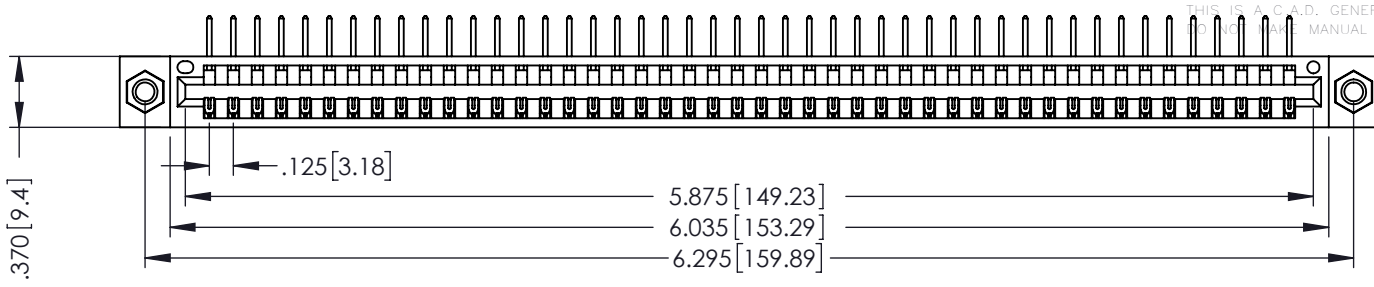 THIS IS A C.A.D. GENER
DO NOT MAKE MANUAL
.125[3.18]
5.875[149.23]
6.035[153.29]
6.295[159.89]
.370[9.4]